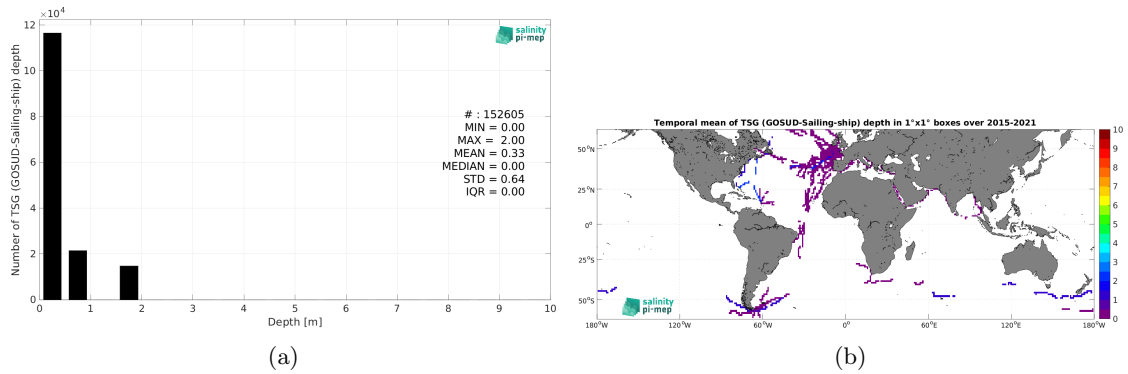 ×10⁴
12
10
8
6
4
2
0
Number of TSG (GOSUD-Sailing-ship) depth
salinity
pi-mep
# : 152605
MIN = 0.00
MAX = 2.00
MEAN = 0.33
MEDIAN = 0.00
STD = 0.64
IQR = 0.00
0 1 2 3 4 5 6 7 8 9 10
Depth [m]
(a)
Temporal mean of TSG (GOSUD-Sailing-ship) depth in 1°x1° boxes over 2015-2021
50°N
25°N
0°
25°S
50°S
salinity
pi-mep
180°W 120°W 60°W 0° 60°E 120°E 180°W
10
9
8
7
6
5
4
3
2
1
0
(b)